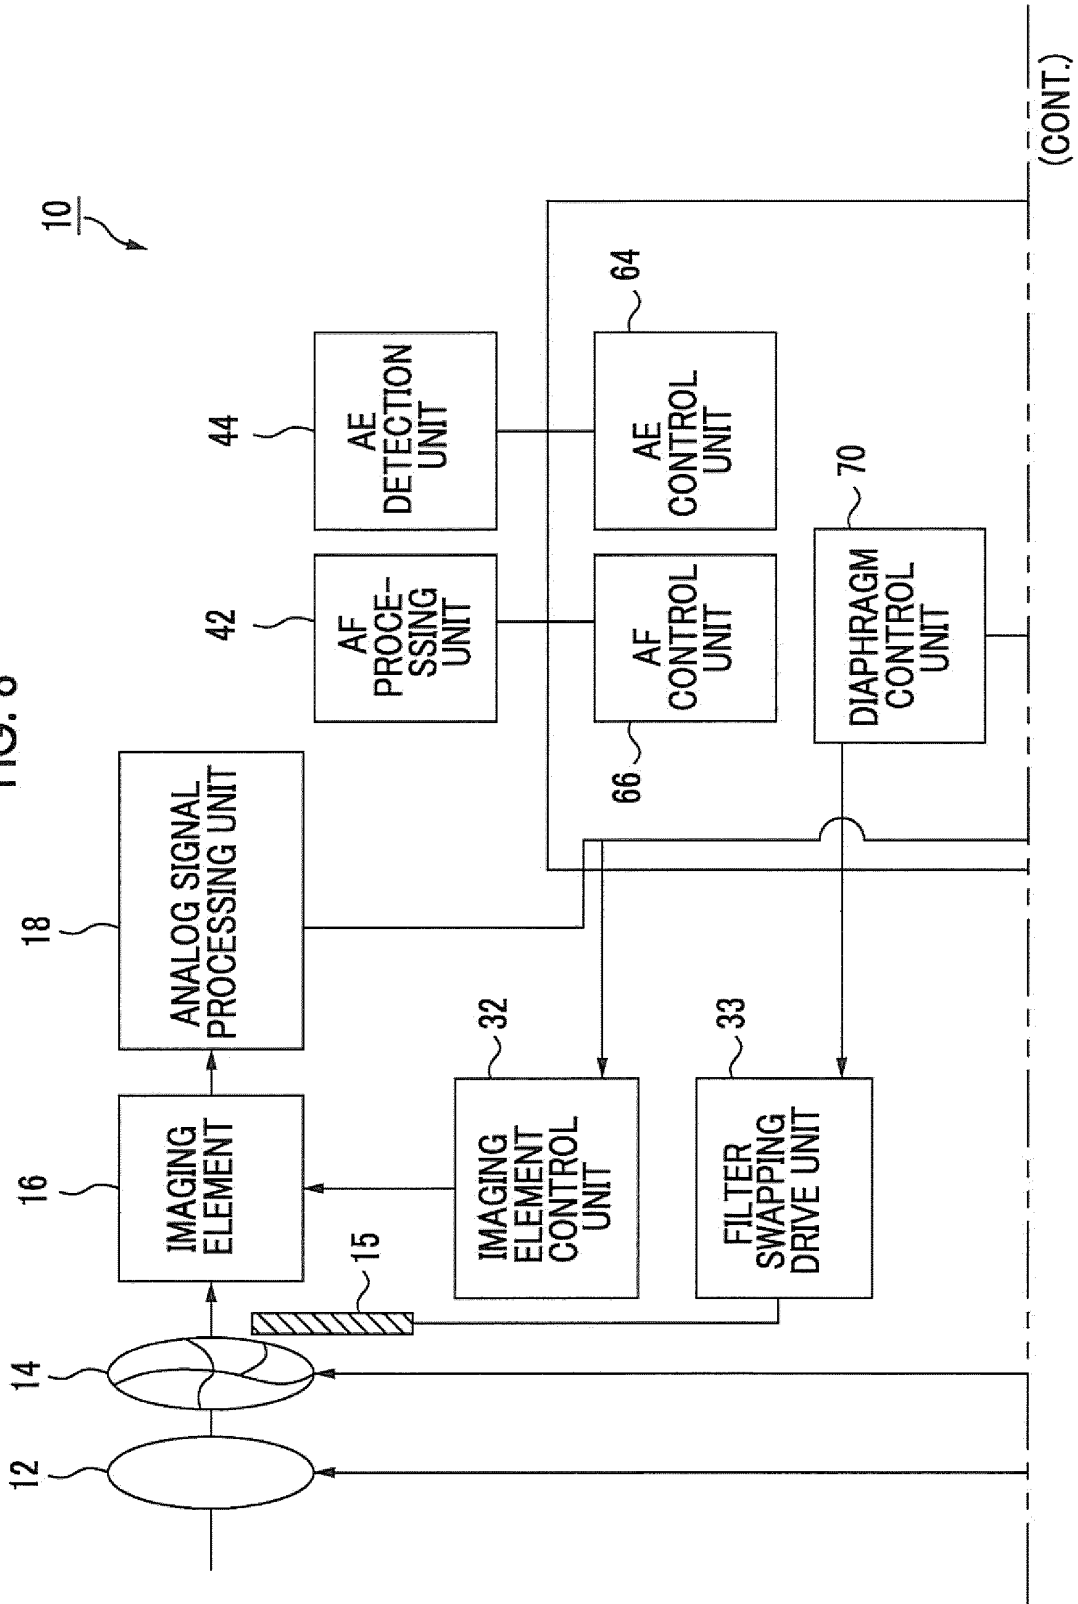 FIG. 8
10
12
14
16
IMAGING
ELEMENT
18
ANALOG SIGNAL
PROCESSING UNIT
42
AF
PROCE-
SSING
UNIT
44
AE
DETECTION
UNIT
15
32
IMAGING
ELEMENT
CONTROL
UNIT
66
AF
CONTROL
UNIT
64
AE
CONTROL
UNIT
33
FILTER
SWAPPING
DRIVE UNIT
70
DIAPHRAGM
CONTROL
UNIT
(CONT.)